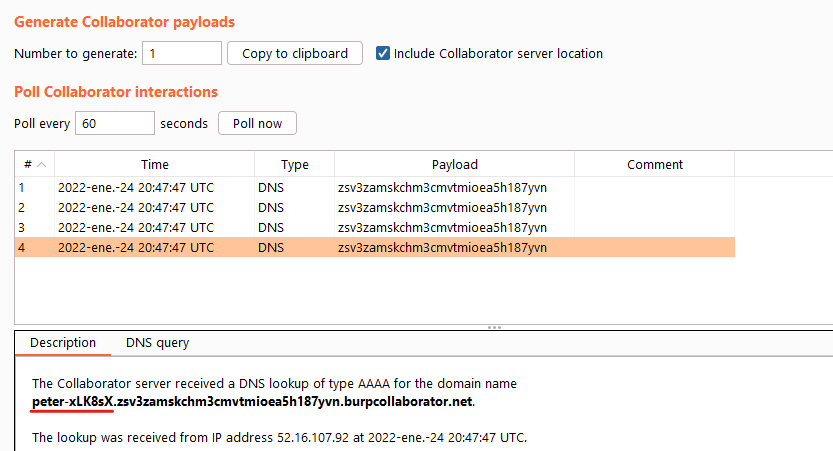 Generate Collaborator payloads
Number to generate: 1 Copy to clipboard Include Collaborator server location
Poll Collaborator interactions
Poll every 60 seconds Poll now
# Time Type Payload Comment
1 2022-ene.-24 20:47:47 UTC DNS zsv3zamskchm3cmvtmioea5h187yvn
2 2022-ene.-24 20:47:47 UTC DNS zsv3zamskchm3cmvtmioea5h187yvn
3 2022-ene.-24 20:47:47 UTC DNS zsv3zamskchm3cmvtmioea5h187yvn
4 2022-ene.-24 20:47:47 UTC DNS zsv3zamskchm3cmvtmioea5h187yvn
Description DNS query
The Collaborator server received a DNS lookup of type AAAA for the domain name
peter-xLK8sX.zsv3zamskchm3cmvtmioea5h187yvn.burpcollaborator.net.
The lookup was received from IP address 52.16.107.92 at 2022-ene.-24 20:47:47 UTC.